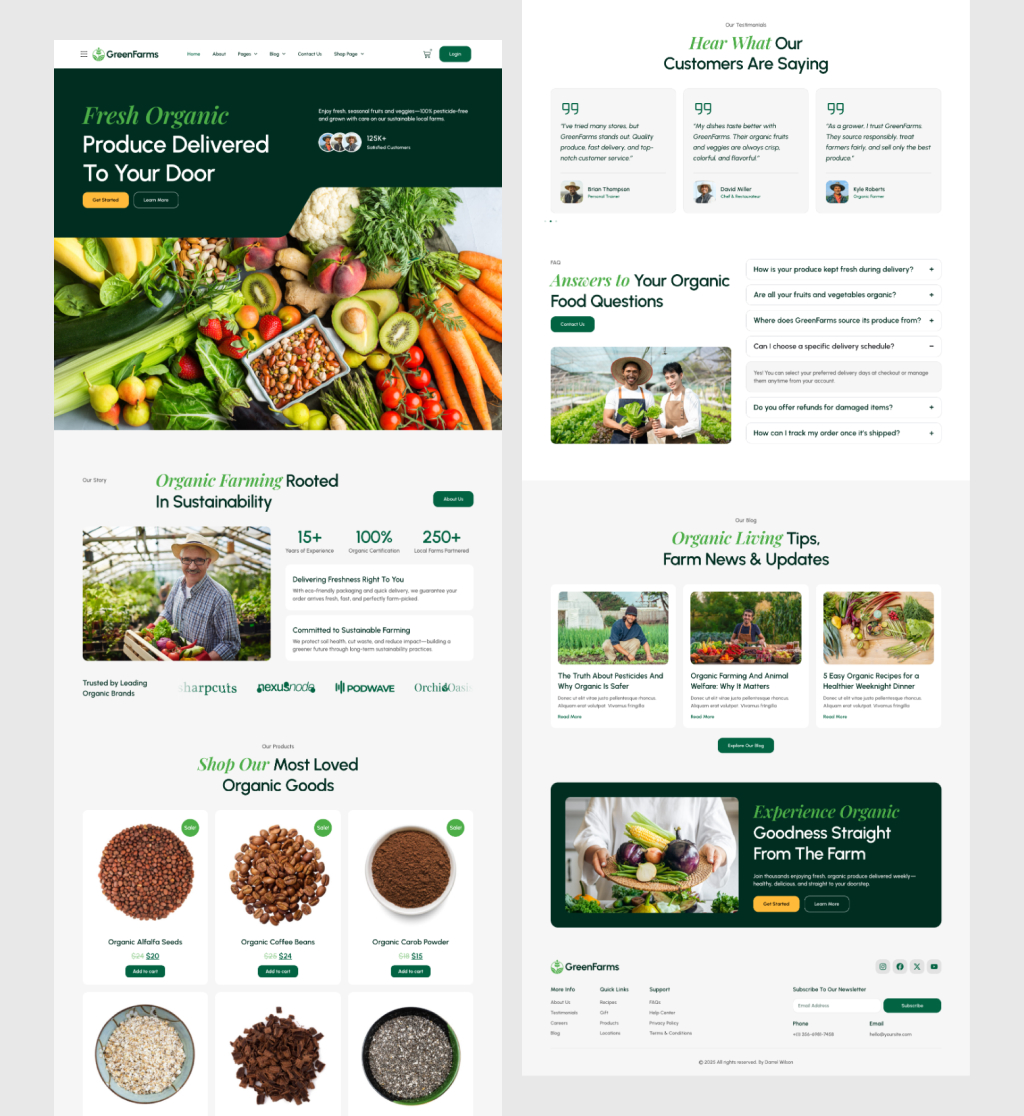 GreenFarms
Home About Pages Blog Contact Us Shop Page
Login
Fresh Organic
Produce Delivered
To Your Door
Get Started Learn More
Enjoy fresh, seasonal fruits and veggies—100% pesticide-free
and grown with care on our sustainable local farms.
125K+
Satisfied Customers
Our Story
Organic Farming Rooted
In Sustainability
About Us
15+ 100% 250+
Years of Experience Organic Certification Local Farms Partnered
Delivering Freshness Right To You
With eco-friendly packaging and quick delivery, we guarantee your
order arrives fresh, fast, and perfectly farm-picked.
Committed to Sustainable Farming
We protect soil health, cut waste, and reduce impact—building a
greener future through long-term sustainability practices
Trusted by Leading
Organic Brands
sharpcuts nexusnode PODWAVE Orchid Oasis
Our Products
Shop Our Most Loved
Organic Goods
Sale! Sale! Sale!
Organic Alfalfa Seeds Organic Coffee Beans Organic Carob Powder
$24 $20 $25 $24 $18 $15
Add to cart Add to cart Add to cart
Our Testimonials
Hear What Our
Customers Are Saying
"I've tried many stores, but
GreenFarms stands out. Quality
produce, fast delivery, and top-
notch customer service."
Brian Thompson
Personal Trainer
"My dishes taste better with
GreenFarms. Their organic fruits
and veggies are always crisp,
colorful, and flavorful."
David Miller
Chef & Restaurateur
"As a grower, I trust GreenFarms.
They source responsibly, treat
farmers fairly, and sell only the best
produce."
Kyle Roberts
Organic Farmer
FAQ
Answers to Your Organic
Food Questions
Contact Us
How is your produce kept fresh during delivery? +
Are all your fruits and vegetables organic? +
Where does GreenFarms source its produce from? +
Can I choose a specific delivery schedule? −
Yes! You can select your preferred delivery days at checkout or manage
them anytime from your account
Do you offer refunds for damaged items? +
How can I track my order once it's shipped? +
Our Blog
Organic Living Tips,
Farm News & Updates
The Truth About Pesticides And
Why Organic Is Safer
Donec ut elit vitae justo pellentesque rhoncus.
Aliquam erat volutpat. Vivamus fringilla
Read More
Organic Farming And Animal
Welfare: Why It Matters
Donec ut elit vitae justo pellentesque rhoncus.
Aliquam erat volutpat. Vivamus fringilla
Read More
5 Easy Organic Recipes for a
Healthier Weeknight Dinner
Donec ut elit vitae justo pellentesque rhoncus.
Aliquam erat volutpat. Vivamus fringilla
Read More
Explore Our Blog
Experience Organic
Goodness Straight
From The Farm
Join thousands enjoying fresh, organic produce delivered weekly—
healthy, delicious, and straight to your doorstep.
Get Started Learn More
GreenFarms
More Info
About Us
Testimonials
Careers
Blog
Quick Links
Recipes
Gift
Products
Locations
Support
FAQs
Help Center
Privacy Policy
Terms & Conditions
Subscribe To Our Newsletter
Email Address Subscribe
Phone Email
hello@yoursite.com
© 2025 All rights reserved. By Darrel Wilson